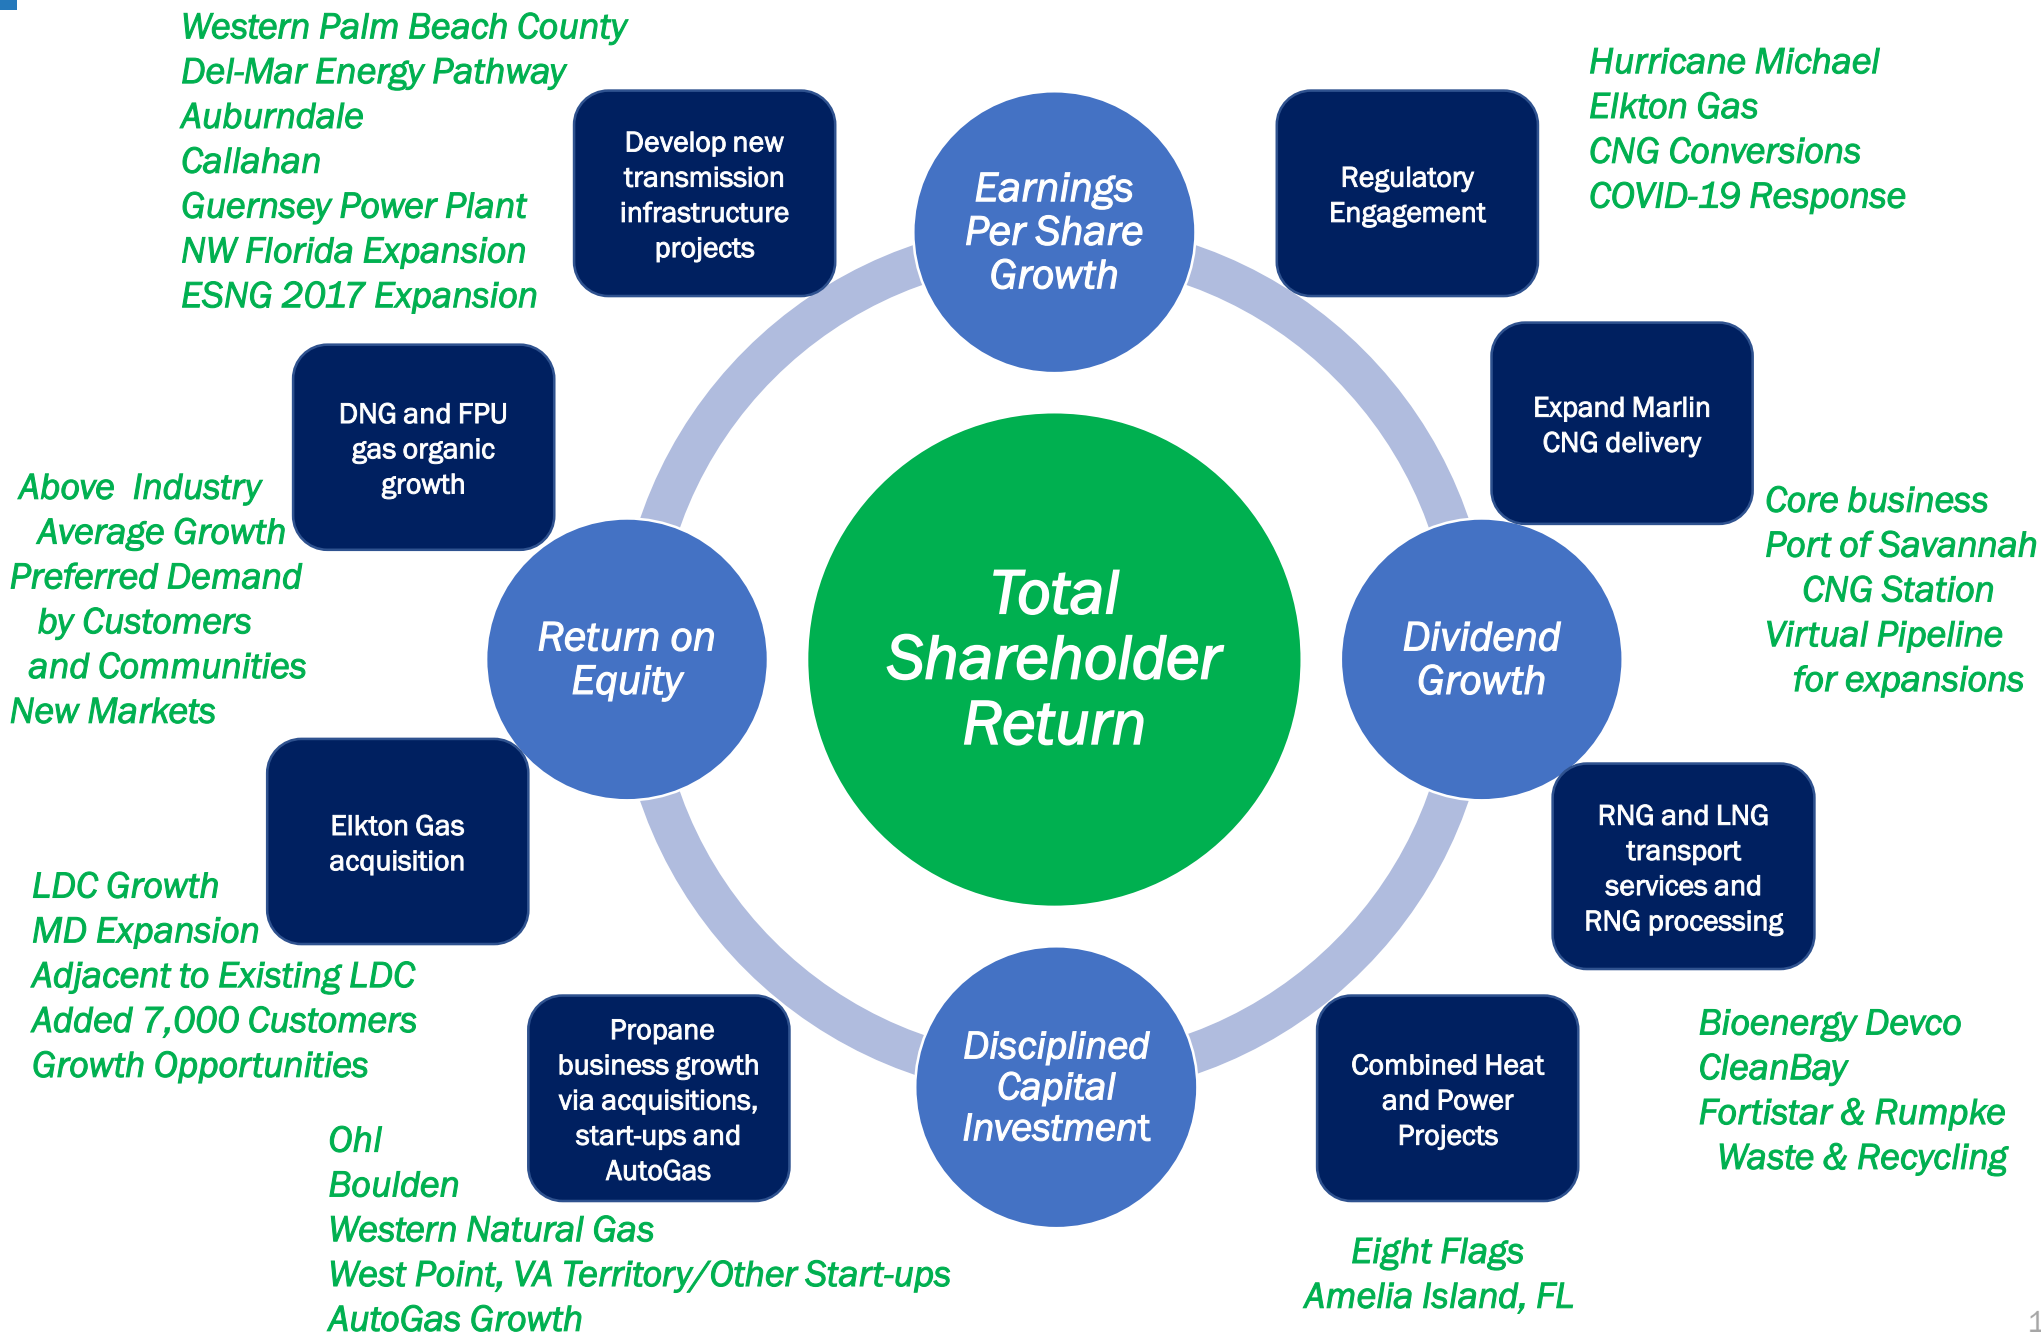 Western Palm Beach County
Del-Mar Energy Pathway
Auburndale
Callahan
Guernsey Power Plant
NW Florida Expansion
ESNG 2017 Expansion
Develop new
transmission
infrastructure
projects
Earnings
Per Share
Growth
Regulatory
Engagement
Hurricane Michael
Elkton Gas
CNG Conversions
COVID-19 Response
DNG and FPU
gas organic
growth
Above Industry
Average Growth
Preferred Demand
by Customers
and Communities
New Markets
Expand Marlin
CNG delivery
Core business
Port of Savannah
CNG Station
Virtual Pipeline
for expansions
Return on
Equity
Total
Shareholder
Return
Dividend
Growth
Elkton Gas
acquisition
LDC Growth
MD Expansion
Adjacent to Existing LDC
Added 7,000 Customers
Growth Opportunities
RNG and LNG
transport
services and
RNG processing
Bioenergy Devco
CleanBay
Fortistar & Rumpke
Waste & Recycling
Propane
business growth
via acquisitions,
start-ups and
AutoGas
Ohl
Boulden
Western Natural Gas
West Point, VA Territory/Other Start-ups
AutoGas Growth
Disciplined
Capital
Investment
Combined Heat
and Power
Projects
Eight Flags
Amelia Island, FL
1